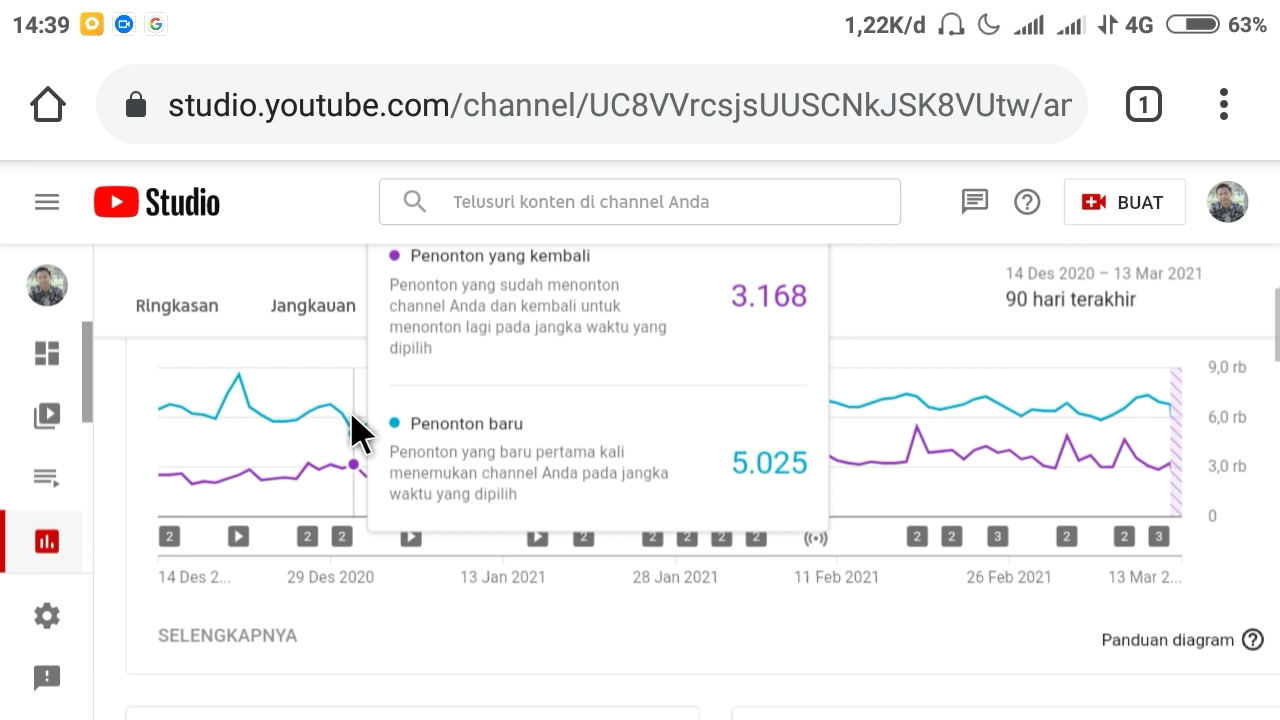 14:39 1,22K/d 4G 63%
studio.youtube.com/channel/UC8VVrcsjsUUSCNkJSK8VUtw/ar 1
Studio Telusuri konten di channel Anda BUAT
Ringkasan Jangkauan
Penonton yang kembali
Penonton yang sudah menonton
channel Anda dan kembali untuk
menonton lagi pada jangka waktu yang
dipilih
3.168
Penonton baru
Penonton yang baru pertama kali
menemukan channel Anda pada jangka
waktu yang dipilih
5.025
14 Des 2020 – 13 Mar 2021
90 hari terakhir
9,0 rb
6,0 rb
3,0 rb
0
2 2 2 2 2 2 2 2 2 2 3 2 2 3
14 Des 2... 29 Des 2020 13 Jan 2021 28 Jan 2021 11 Feb 2021 26 Feb 2021 13 Mar 2...
SELENGKAPNYA
Panduan diagram ?